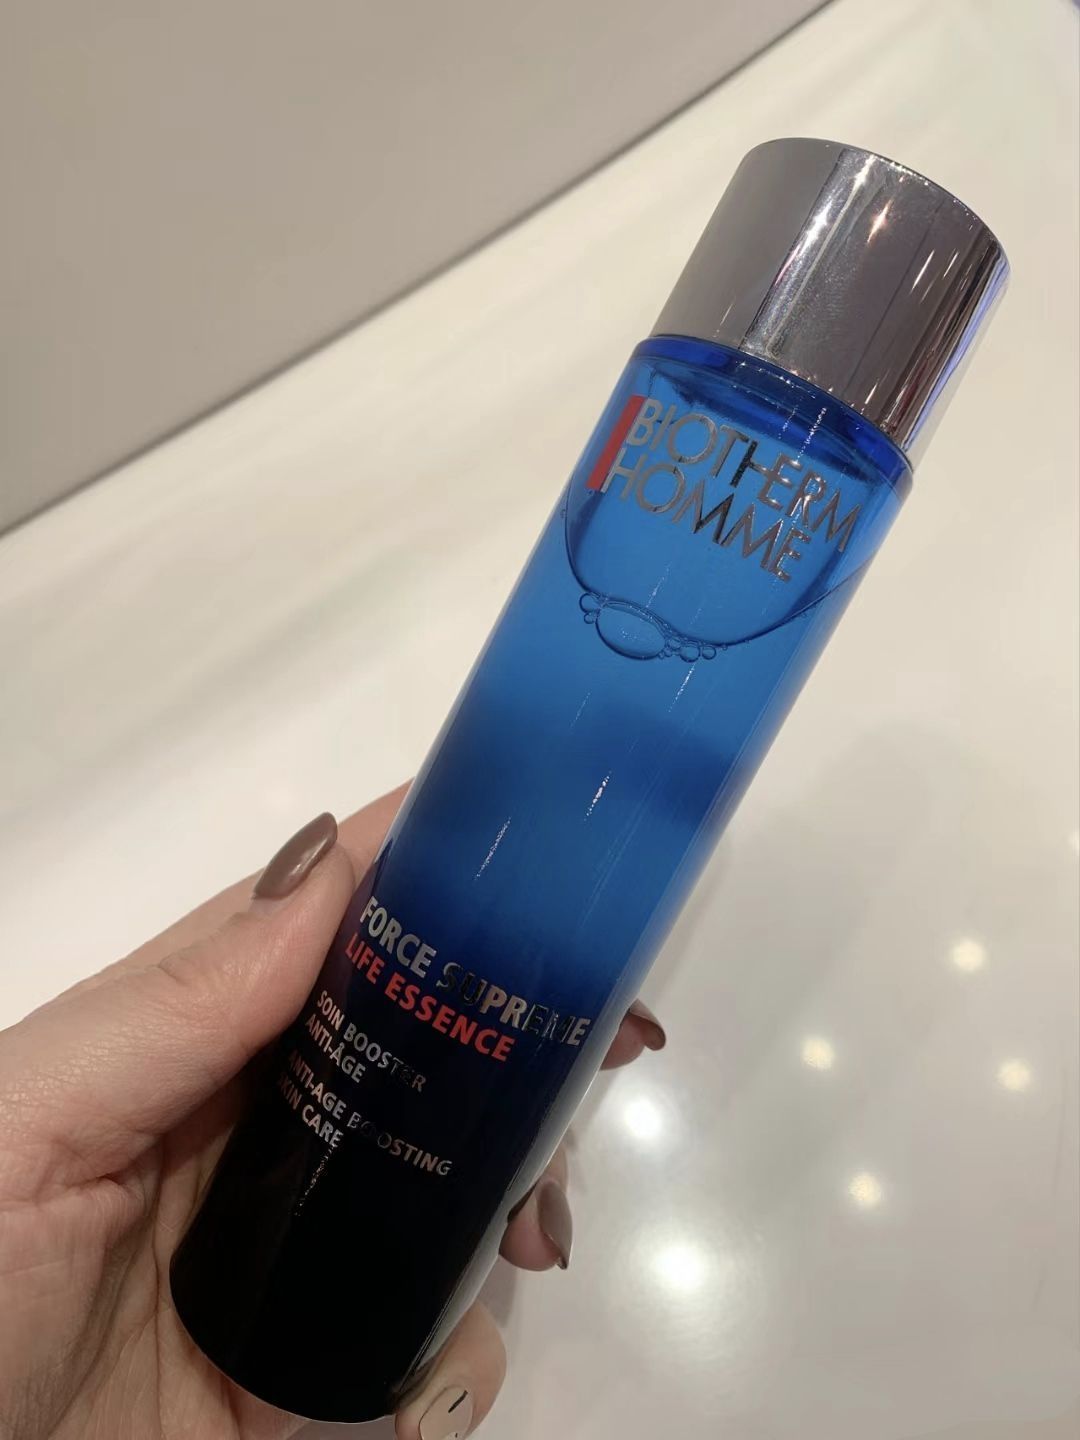 BIOTHERM
HOMME
FORCE SUPREME
LIFE ESSENCE
SOIN BOOSTER
ANTI-ÂGE
ANTI-AGE BOOSTING
SKIN CARE